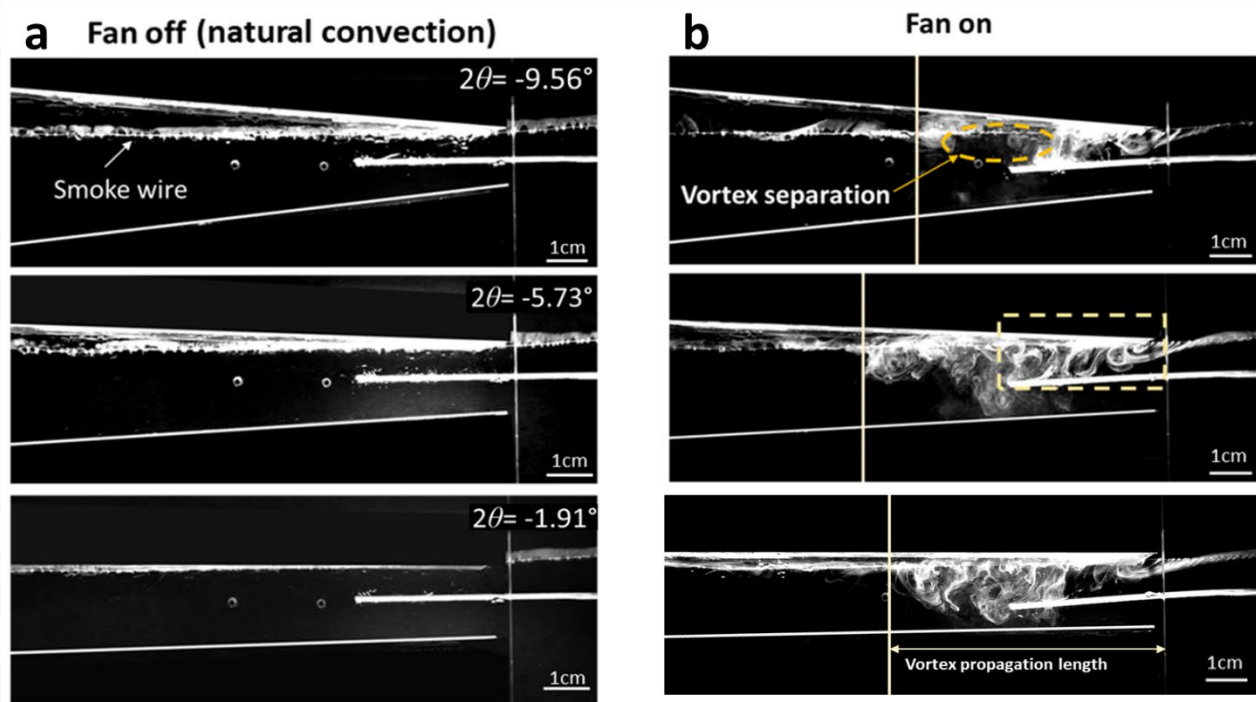 a
Fan off (natural convection)
2θ= -9.56°
Smoke wire
1cm
2θ= -5.73°
1cm
2θ= -1.91°
1cm
b
Fan on
Vortex separation
1cm
1cm
Vortex propagation length
1cm